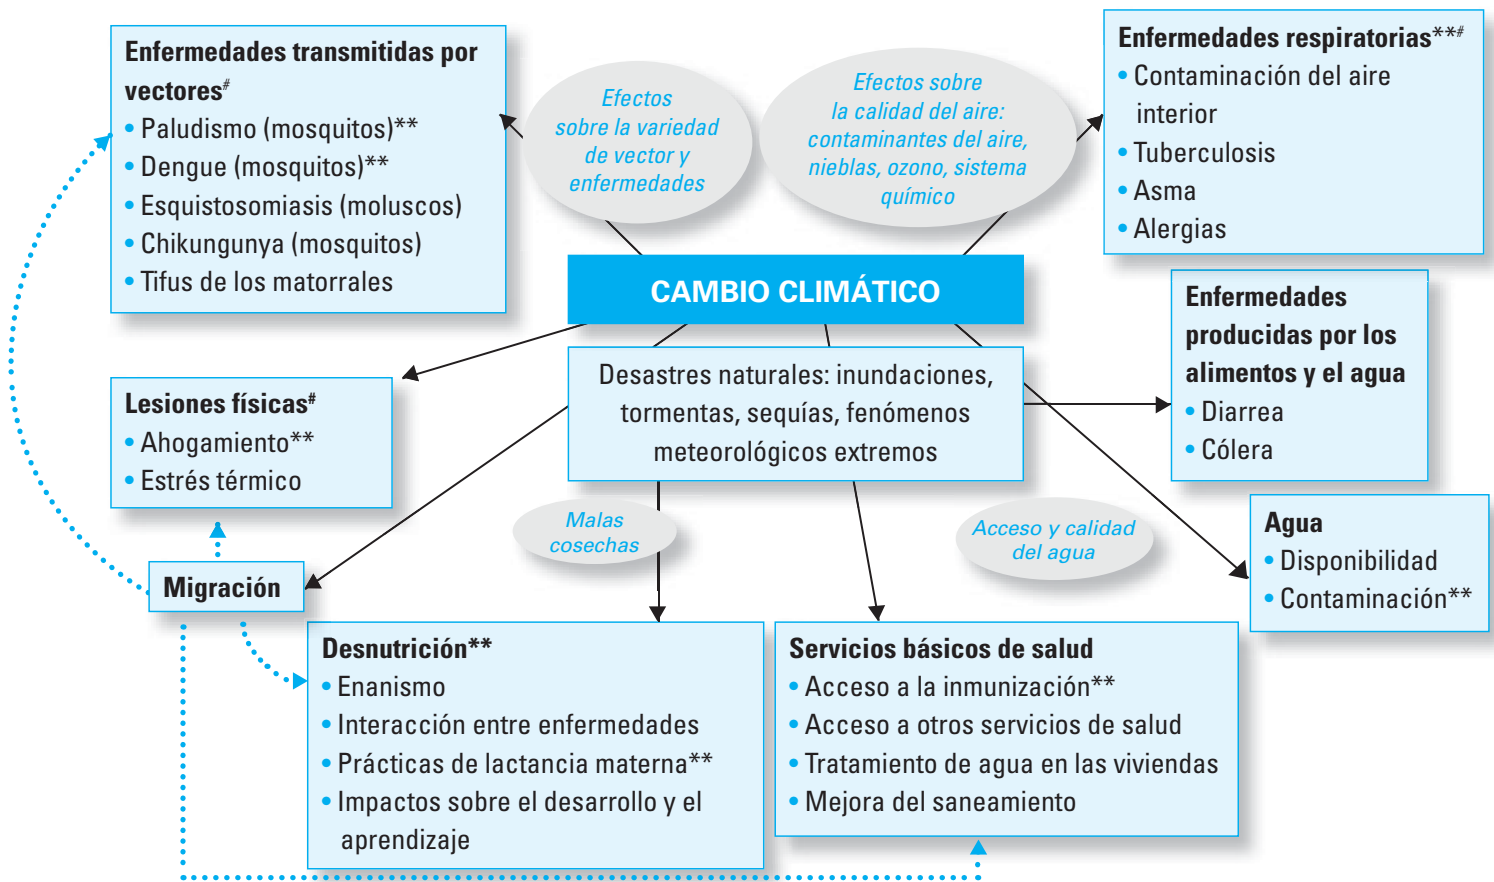 Enfermedades transmitidas por
vectores#
• Paludismo (mosquitos)**
• Dengue (mosquitos)**
• Esquistosomiasis (moluscos)
• Chikungunya (mosquitos)
• Tifus de los matorrales
Efectos
sobre la variedad
de vector y
enfermedades
Efectos sobre
la calidad del aire:
contaminantes del aire,
nieblas, ozono, sistema
químico
Enfermedades respiratorias**#
• Contaminación del aire
interior
• Tuberculosis
• Asma
• Alergias
CAMBIO CLIMÁTICO
Desastres naturales: inundaciones,
tormentas, sequías, fenómenos
meteorológicos extremos
Enfermedades
producidas por los
alimentos y el agua
• Diarrea
• Cólera
Lesiones físicas#
• Ahogamiento**
• Estrés térmico
Malas
cosechas
Acceso y calidad
del agua
Agua
• Disponibilidad
• Contaminación**
Migración
Desnutrición**
• Enanismo
• Interacción entre enfermedades
• Prácticas de lactancia materna**
• Impactos sobre el desarrollo y el
aprendizaje
Servicios básicos de salud
• Acceso a la inmunización**
• Acceso a otros servicios de salud
• Tratamiento de agua en las viviendas
• Mejora del saneamiento